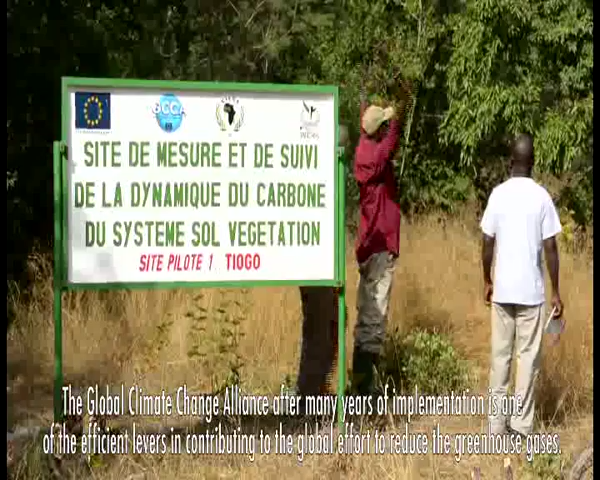 GCCA
SITE DE MESURE ET DE SUIVI
DE LA DYNAMIQUE DU CARBONE
DU SYSTEME SOL VEGETATION
SITE PILOTE 1 TIOGO
The Global Climate Change Alliance after many years of implementation is one
of the efficient levers in contributing to the global effort to reduce the greenhouse gases.